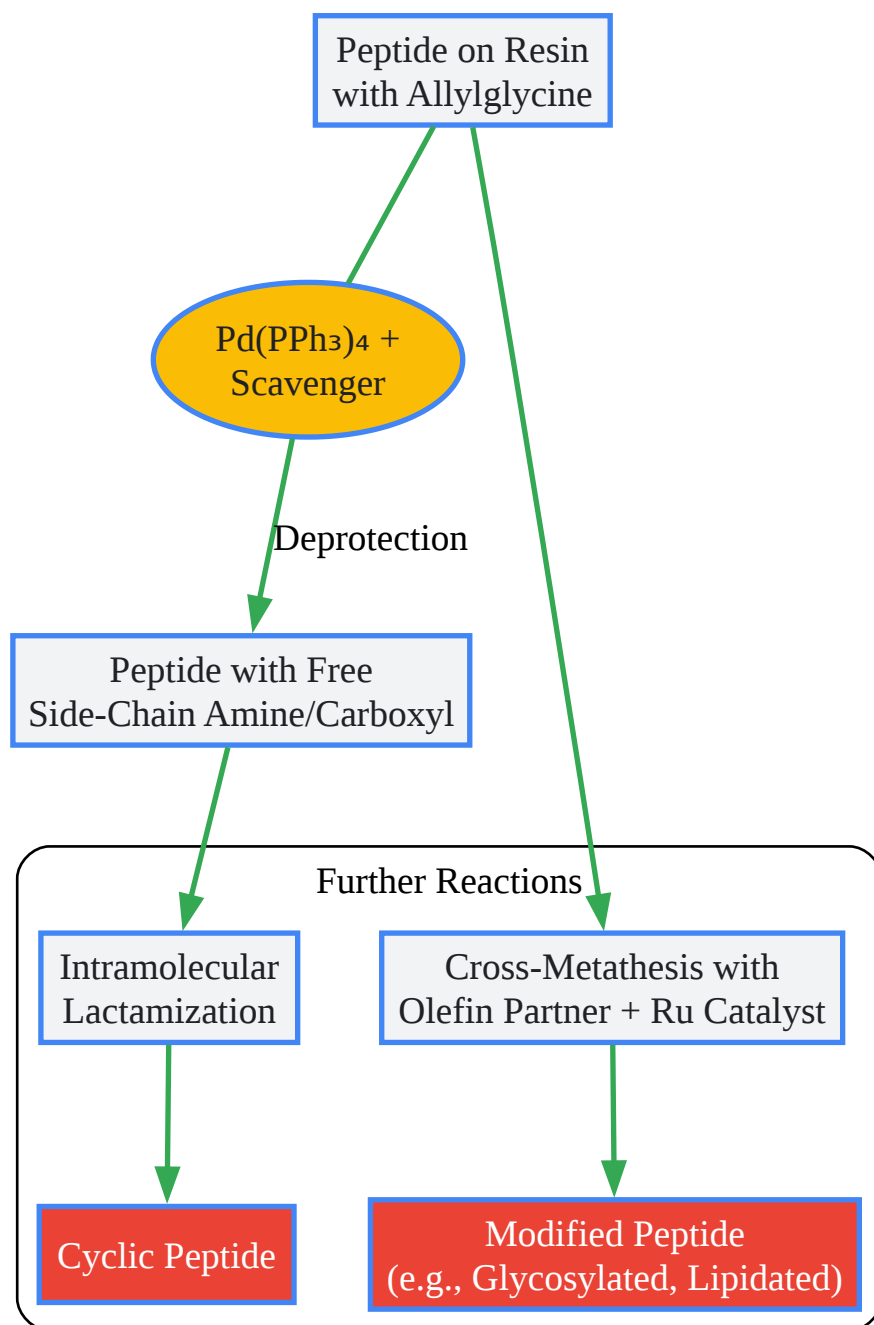 Peptide on Resin
with Allylglycine
Pd(PPh₃)₄ +
Scavenger
Deprotection
Peptide with Free
Side-Chain Amine/Carboxyl
Further Reactions
Intramolecular
Lactamization
Cross-Metathesis with
Olefin Partner + Ru Catalyst
Cyclic Peptide
Modified Peptide
(e.g., Glycosylated, Lipidated)